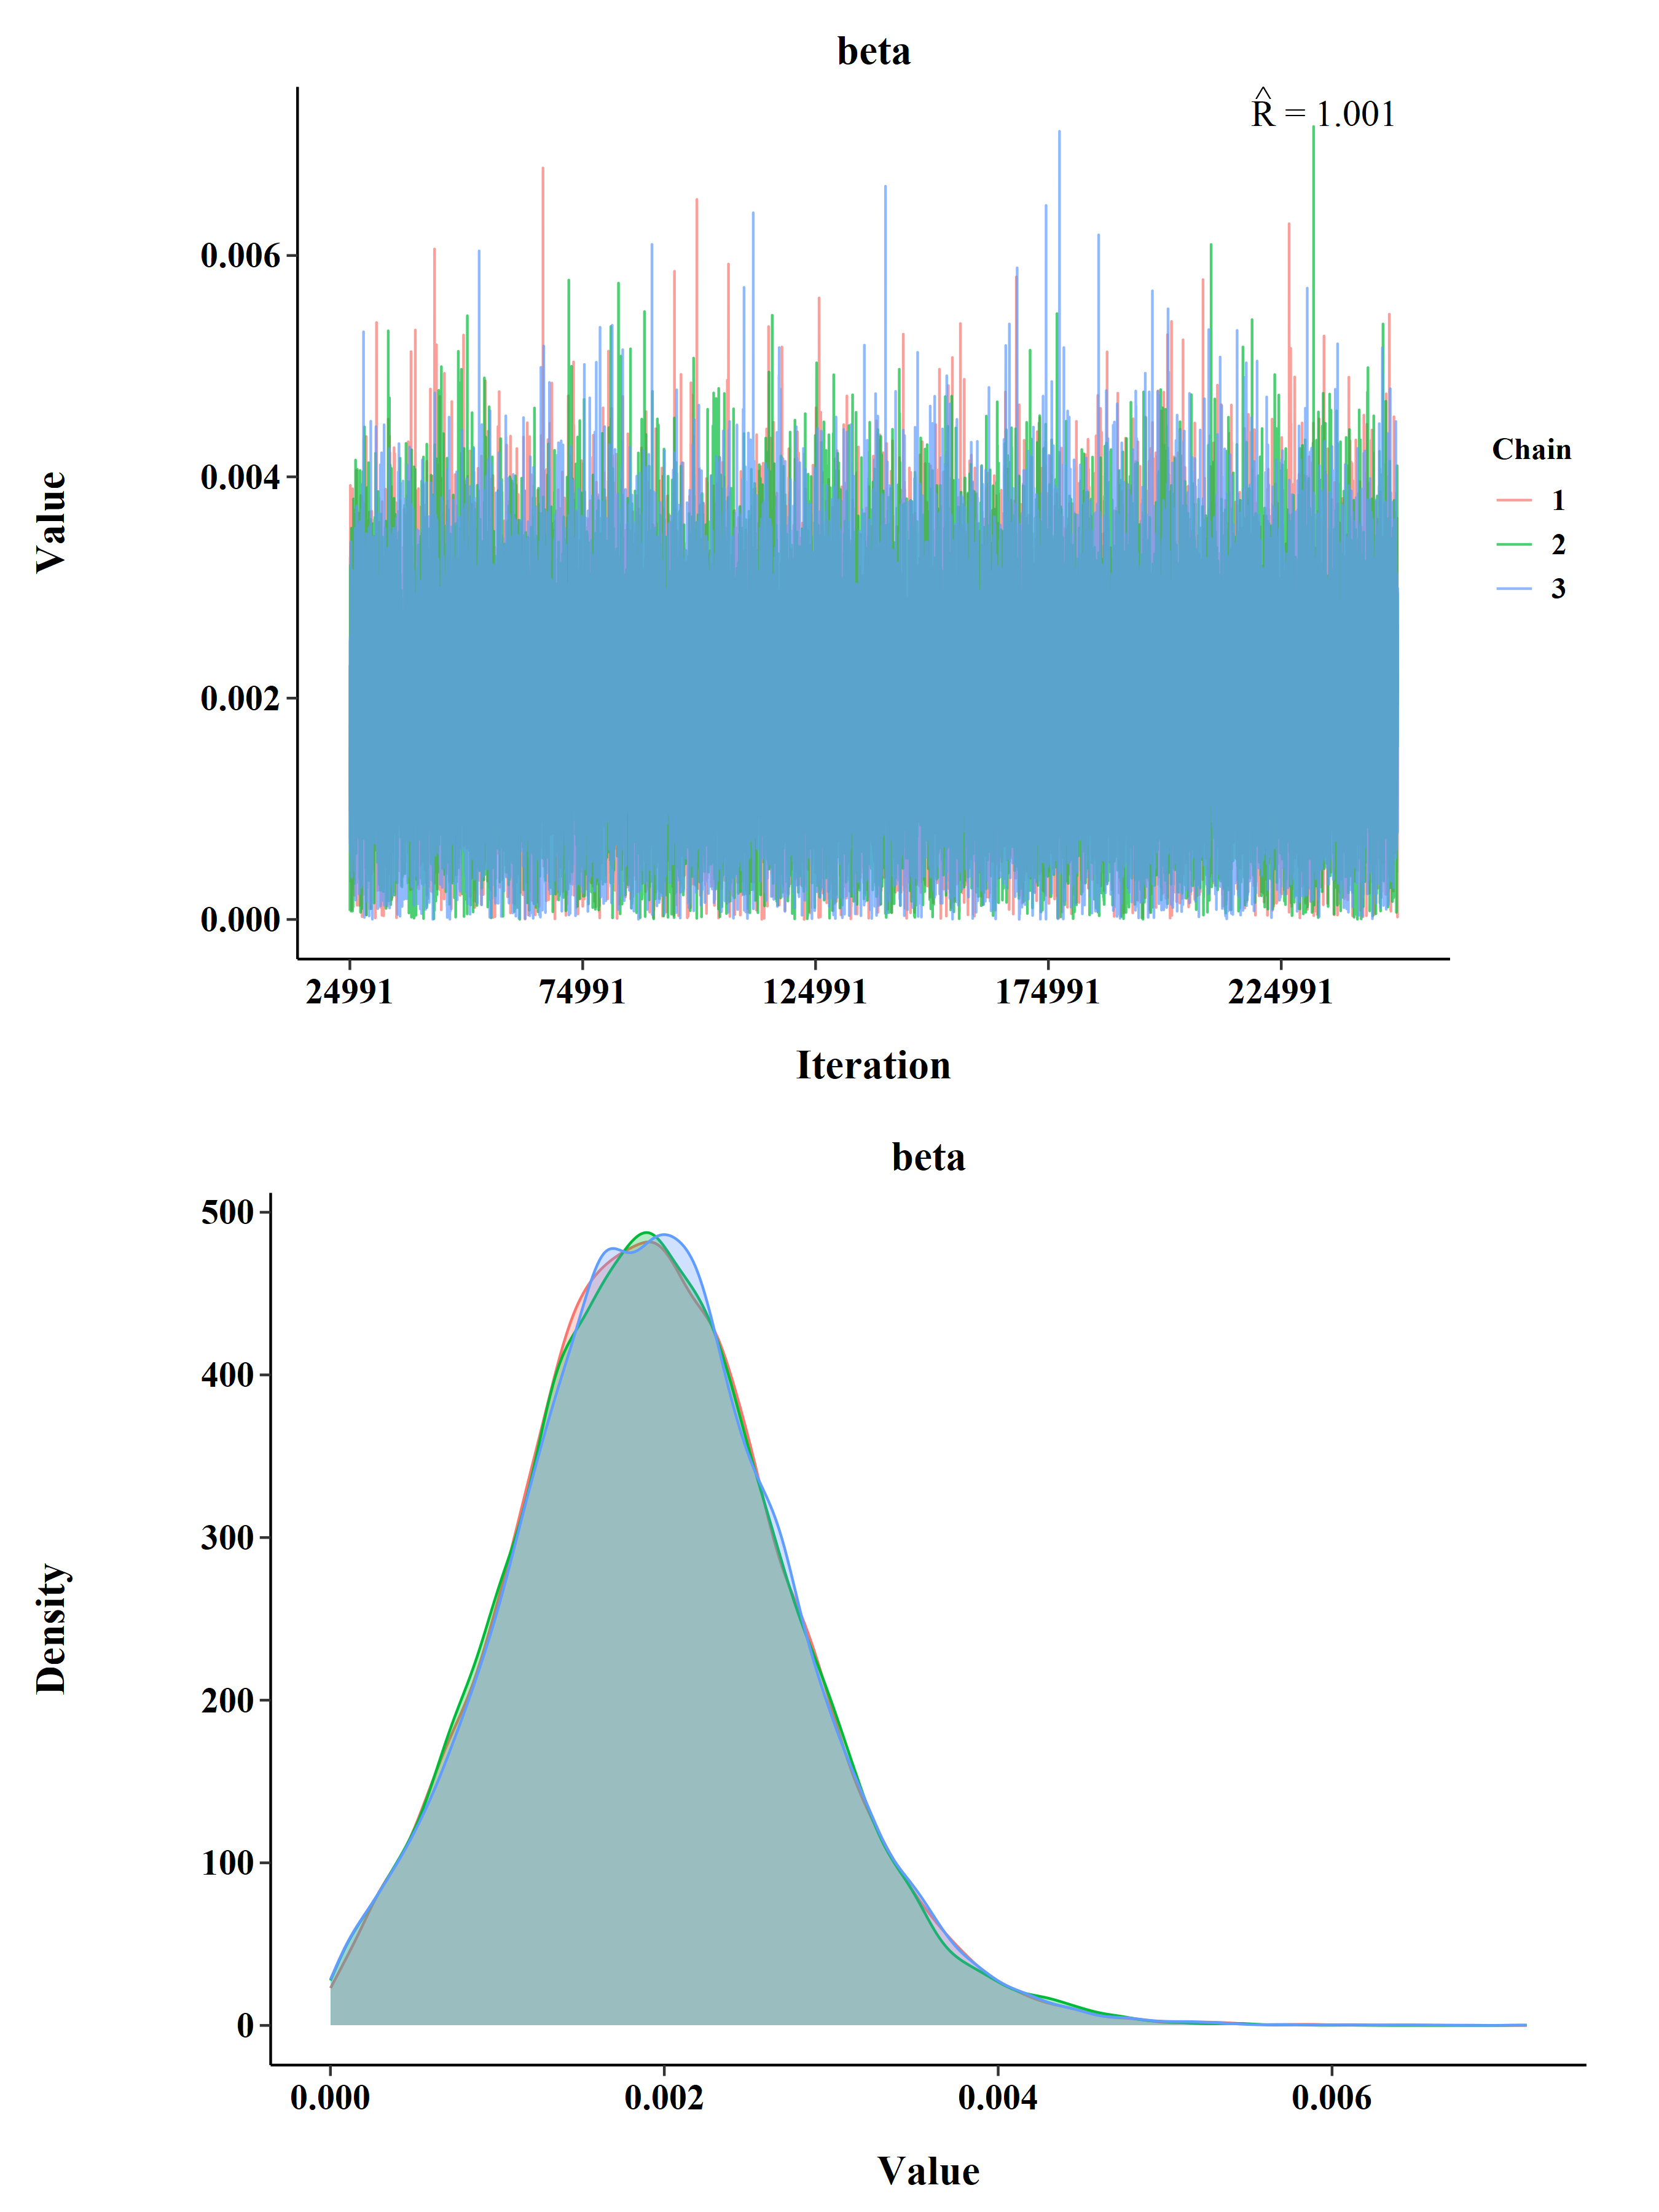 beta
R̂ = 1.001
0.006
0.004
0.002
0.000
Value
24991 74991 124991 174991 224991
Iteration
Chain
1
2
3
beta
500
400
300
200
100
0
Density
0.000 0.002 0.004 0.006
Value